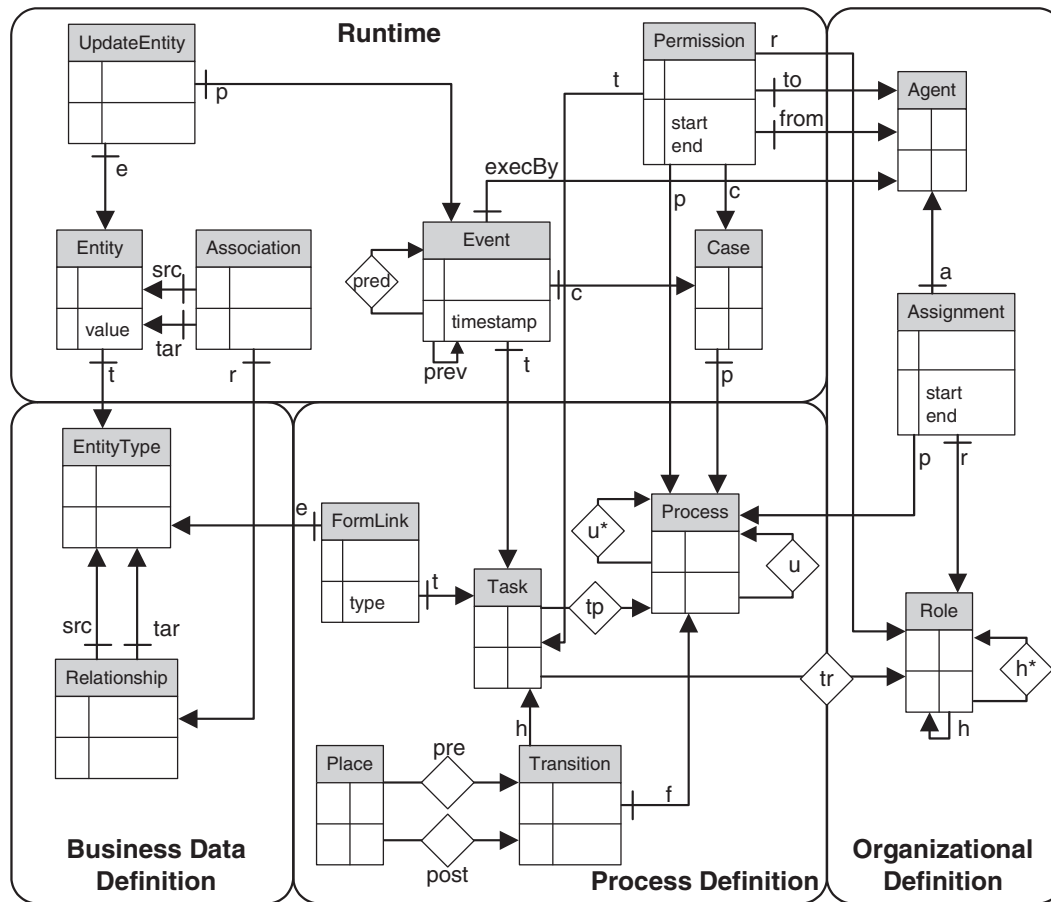 Runtime
UpdateEntity
p
e
Permission
start
end
r
t
to
from
p
c
Agent
execBy
Entity
value
Association
src
tar
t
r
Event
timestamp
pred
prev
c
t
Case
p
a
Assignment
start
end
p
r
EntityType
e
FormLink
type
t
Process
u*
u
Task
tp
src
tar
Relationship
Role
h*
h
tr
h
Place
pre
post
Transition
f
Business Data
Definition
Process Definition
Organizational
Definition